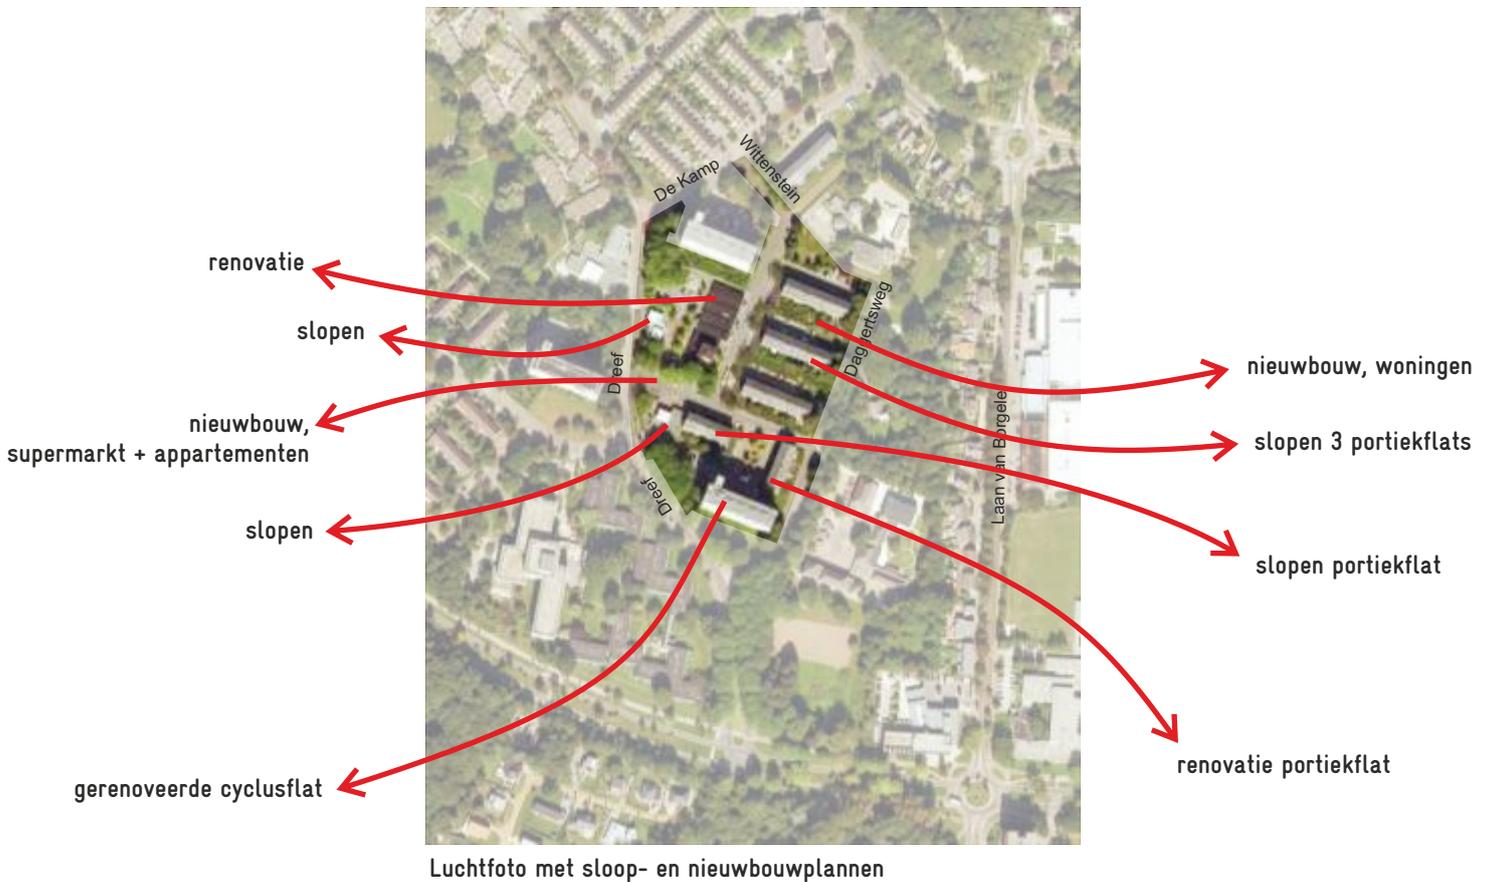 De Kamp
Wittenstein
renovatie
slopen
Dreef
Daggertsweg
nieuwbouw, woningen
nieuwbouw,
supermarkt + appartementen
Laan van Borgele
slopen 3 portiekflats
Dreef
slopen
slopen portiekflat
renovatie portiekflat
gerenoveerde cyclusflat
Luchtfoto met sloop- en nieuwbouwplannen